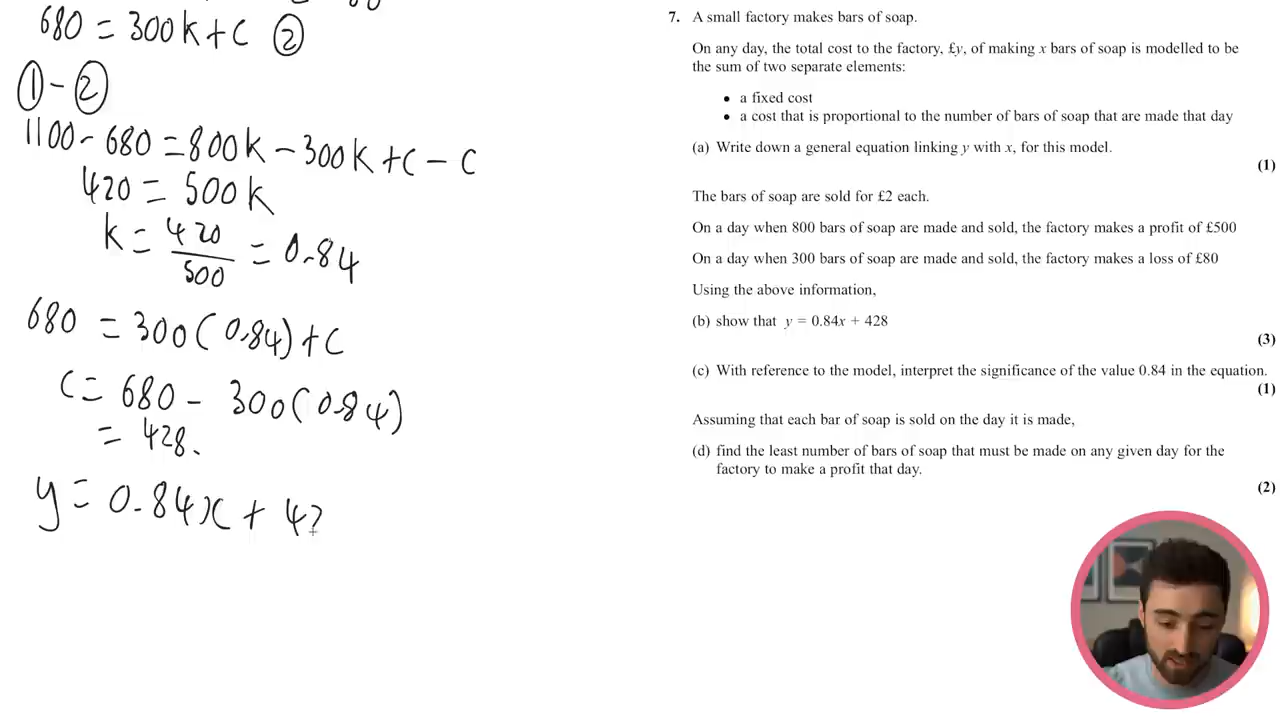 680 = 300k + C ②
① - ②
1100 - 680 = 800k - 300k + C - C
420 = 500k
k = 420/500 = 0.84
680 = 300(0.84) + C
C = 680 - 300(0.84)
= 428.
y = 0.84x + 42
7. A small factory makes bars of soap.
On any day, the total cost to the factory, £y, of making x bars of soap is modelled to be
the sum of two separate elements:
• a fixed cost
• a cost that is proportional to the number of bars of soap that are made that day
(a) Write down a general equation linking y with x, for this model.
(1)
The bars of soap are sold for £2 each.
On a day when 800 bars of soap are made and sold, the factory makes a profit of £500
On a day when 300 bars of soap are made and sold, the factory makes a loss of £80
Using the above information,
(b) show that y = 0.84x + 428
(3)
(c) With reference to the model, interpret the significance of the value 0.84 in the equation.
(1)
Assuming that each bar of soap is sold on the day it is made,
(d) find the least number of bars of soap that must be made on any given day for the
factory to make a profit that day.
(2)